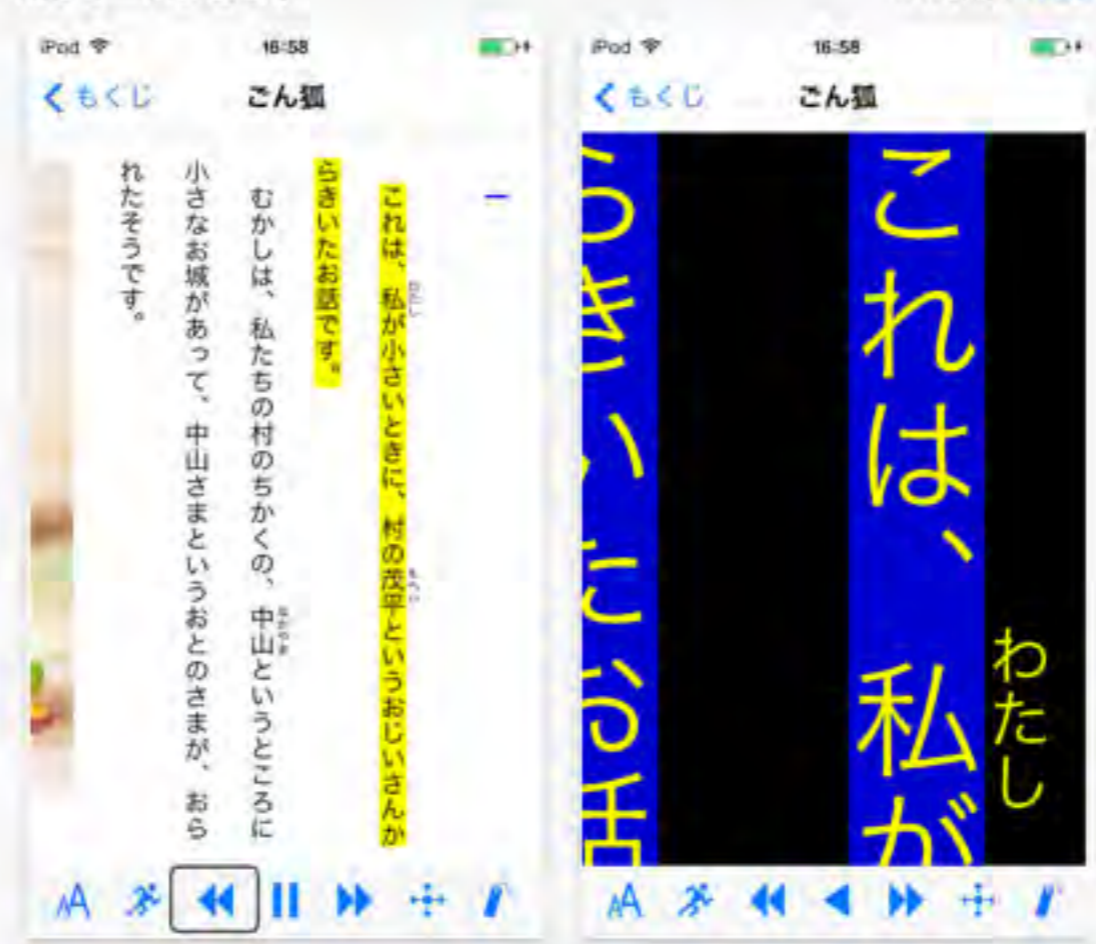 iPod 16:58
もくじ ごん狐
一
これは、私が小さいときに、村の茂平というおじいさんか
わたし
もへい
らきいたお話です。
むかしは、私たちの村のちかくの、中山というところに
なかやま
小さなお城があって、中山さまというおとのさまが、おら
れたそうです。
AA
iPod 16:58
もくじ ごん狐
これは、私が
わたし
らきいたお話
AA